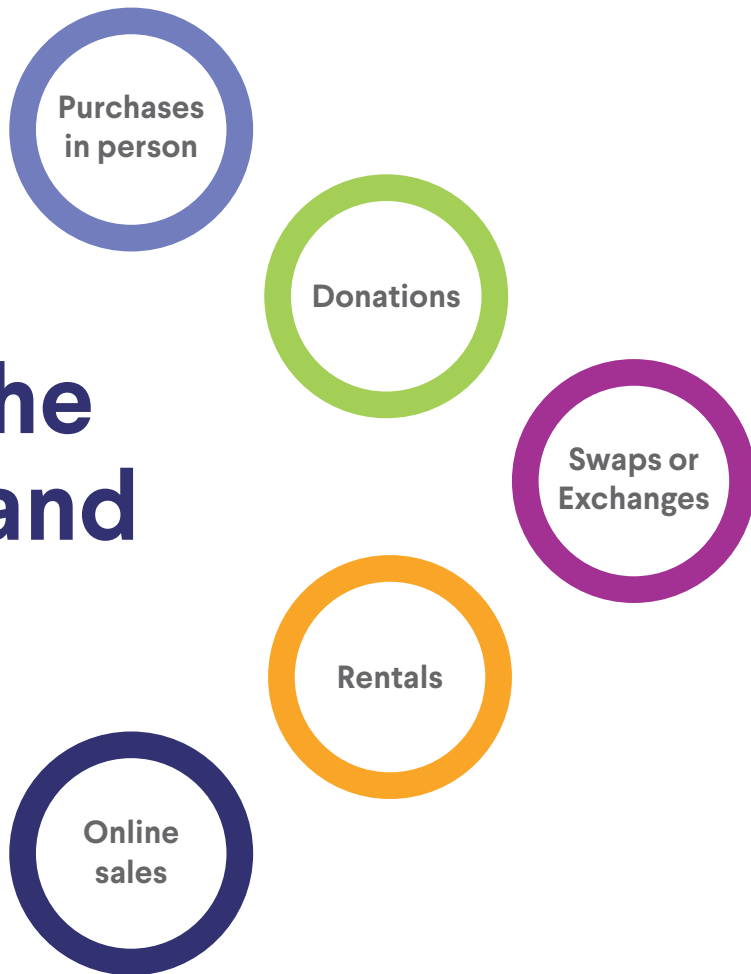 Purchases
in person
Donations
he
and
Swaps or
Exchanges
Rentals
Online
sales